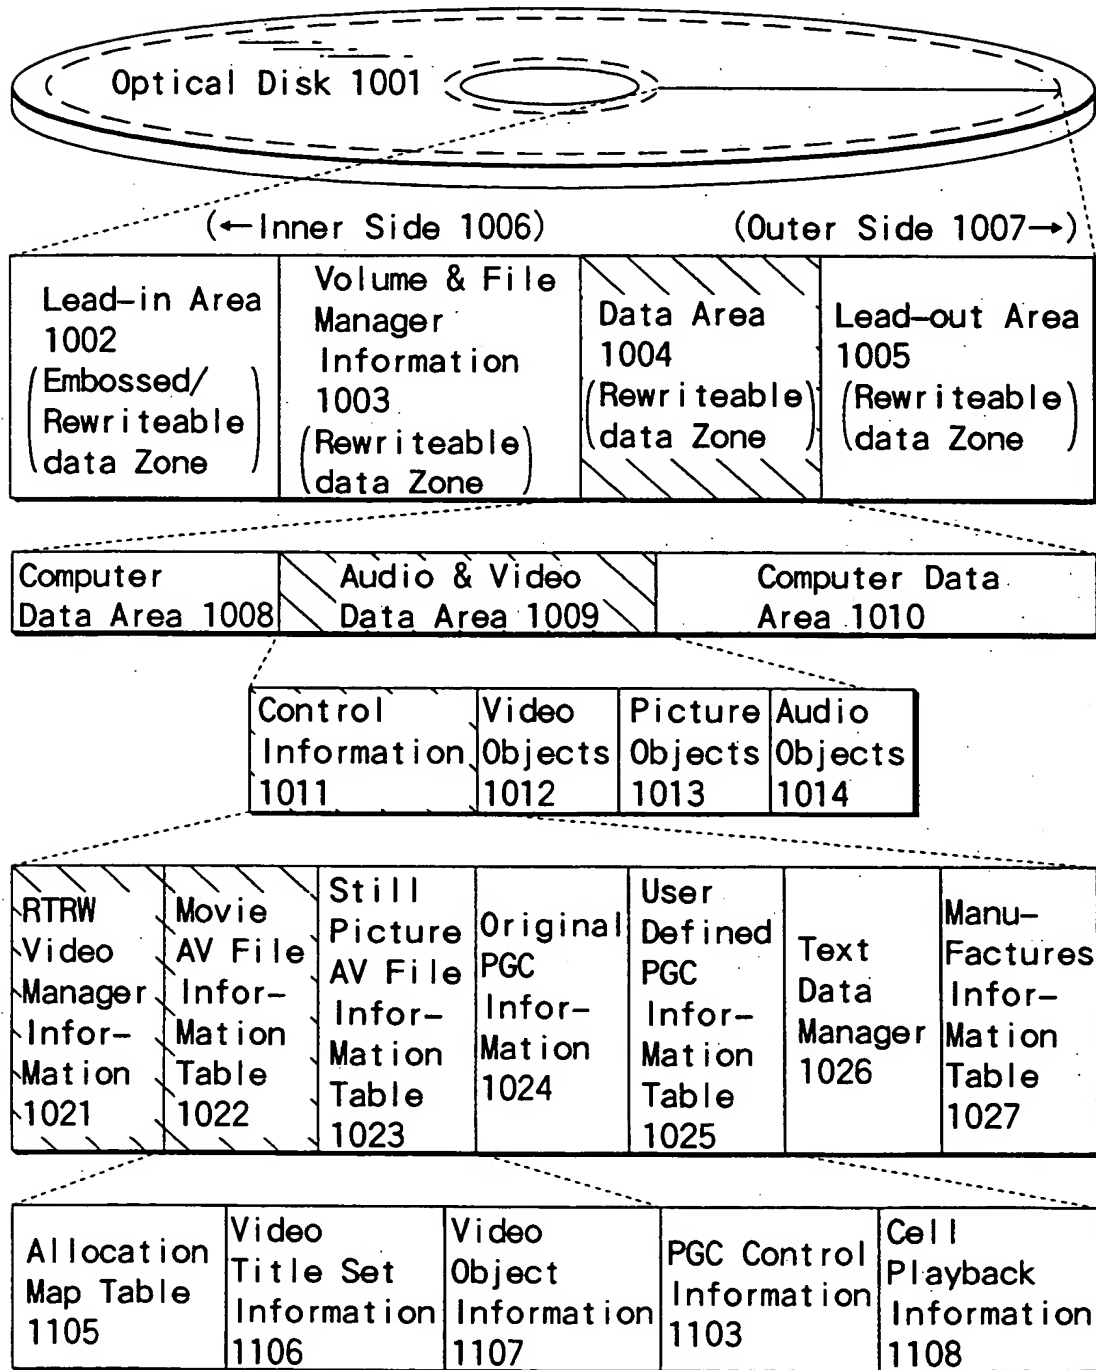 Optical Disk 1001
(←Inner Side 1006)
(Outer Side 1007→)
Lead-in Area
1002
(Embossed/
Rewriteable
data Zone)
Volume & File
Manager
Information
1003
(Rewriteable
data Zone)
Data Area
1004
(Rewriteable
data Zone)
Lead-out Area
1005
(Rewriteable
data Zone)
Computer
Data Area 1008
Audio & Video
Data Area 1009
Computer Data
Area 1010
Control
Information
1011
Video
Objects
1012
Picture
Objects
1013
Audio
Objects
1014
RTRW
Video
Manager
Infor-
Mation
1021
Movie
AV File
Infor-
Mation
Table
1022
Still
Picture
AV File
Infor-
Mation
Table
1023
Original
PGC
Infor-
Mation
1024
User
Defined
PGC
Infor-
Mation
Table
1025
Text
Data
Manager
1026
Manu-
Factures
Infor-
Mation
Table
1027
Allocation
Map Table
1105
Video
Title Set
Information
1106
Video
Object
Information
1107
PGC Control
Information
1103
Cell
Playback
Information
1108